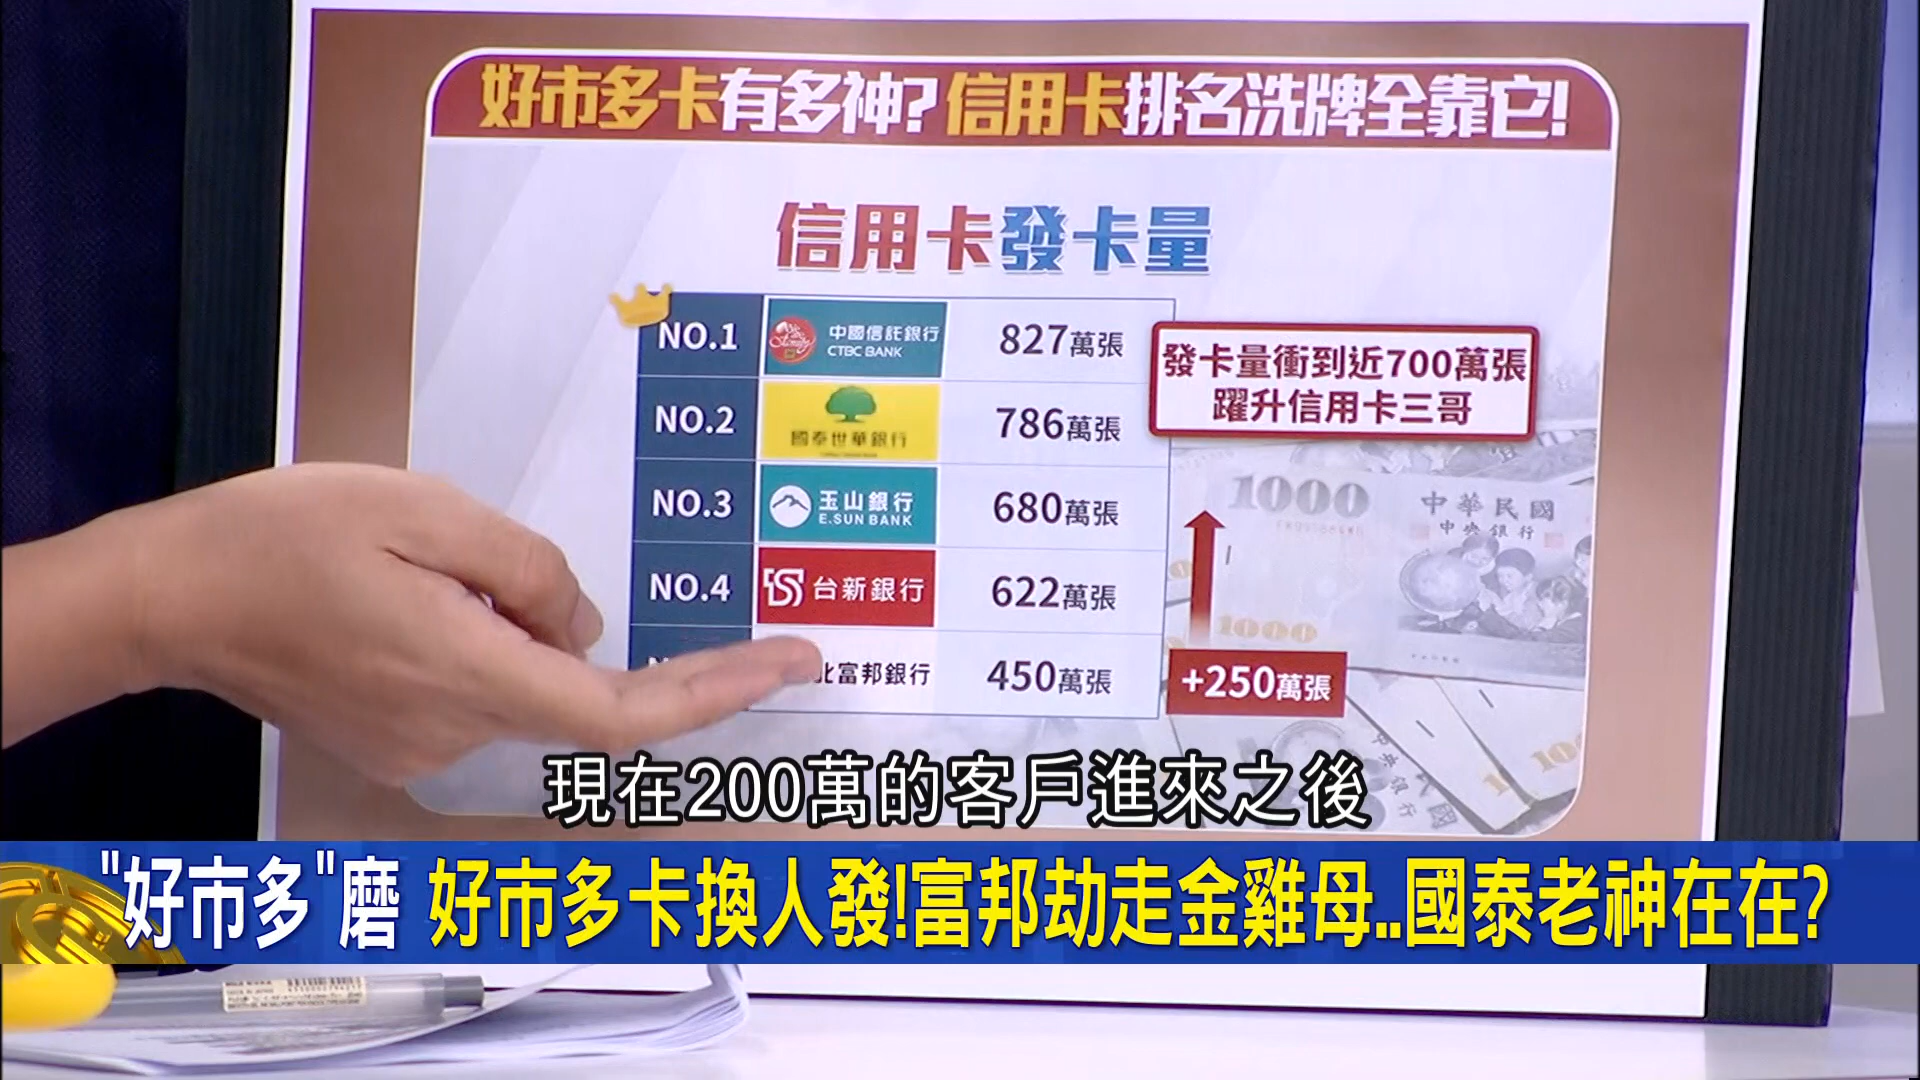 好市多卡有多神?信用卡排名洗牌全靠它!
信用卡發卡量
NO.1 中國信託銀行 CTBC BANK 827萬張
NO.2 國泰世華銀行 786萬張
NO.3 玉山銀行 E.SUN BANK 680萬張
NO.4 台新銀行 622萬張
北富邦銀行 450萬張
發卡量衝到近700萬張
躍升信用卡三哥
+250萬張
1000
中華民國
中央銀行
1000
現在200萬的客戶進來之後
"好市多"磨 好市多卡換人發!富邦劫走金雞母..國泰老神在在?